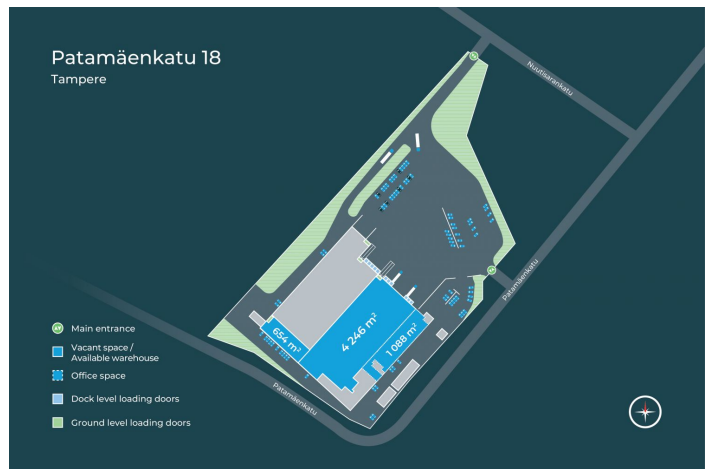 Patamäenkatu 18
Tampere
Nuutisarankatu
Patamäenkatu
654 m²
4 246 m²
1 088 m²
Patamäenkatu
Main entrance
Vacant space /
Available warehouse
Office space
Dock level loading doors
Ground level loading doors